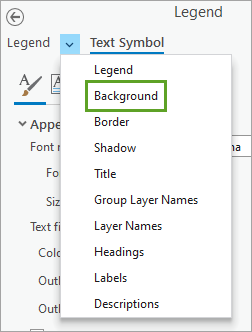 Legend
Legend Text Symbol
Legend
Background
Appe
Border
Font n
na
Shadow
Fo
Title
Siz
Group Layer Names
Text fi
Layer Names
Colo
Headings
Outl
Labels
Outl
Descriptions